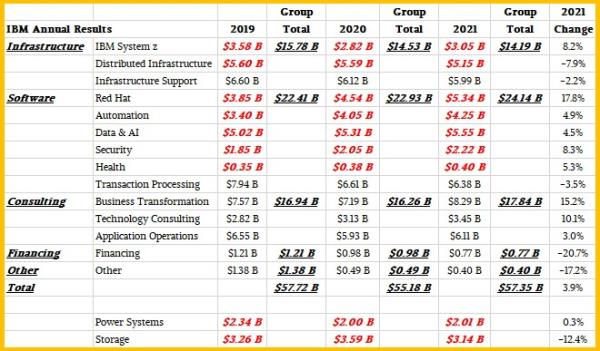 Group Group Group 2021
IBM Annual Results 2019 Total 2020 Total 2021 Total Change
Infrastructure IBM System z $3.58 B $15.78 B $2.82 B $14.53 B $3.05 B $14.19 B 8.2%
Distributed Infrastructure $5.60 B $5.59 B $5.15 B -7.9%
Infrastructure Support $6.60 B $6.12 B $5.99 B -2.2%
Software Red Hat $3.85 B $22.41 B $4.54 B $22.93 B $5.34 B $24.14 B 17.8%
Automation $3.40 B $4.05 B $4.25 B 4.9%
Data & AI $5.02 B $5.31 B $5.55 B 4.5%
Security $1.85 B $2.05 B $2.22 B 8.3%
Health $0.35 B $0.38 B $0.40 B 5.3%
Transaction Processing $7.94 B $6.61 B $6.38 B -3.5%
Consulting Business Transformation $7.57 B $16.94 B $7.19 B $16.26 B $8.29 B $17.84 B 15.2%
Technology Consulting $2.82 B $3.13 B $3.45 B 10.1%
Application Operations $6.55 B $5.93 B $6.11 B 3.0%
Financing Financing $1.21 B $1.21 B $0.98 B $0.98 B $0.77 B $0.77 B -20.7%
Other Other $1.38 B $1.38 B $0.49 B $0.49 B $0.40 B $0.40 B -17.2%
Total $57.72 B $55.18 B $57.35 B 3.9%
Power Systems $2.34 B $2.00 B $2.01 B 0.3%
Storage $3.26 B $3.59 B $3.14 B -12.4%